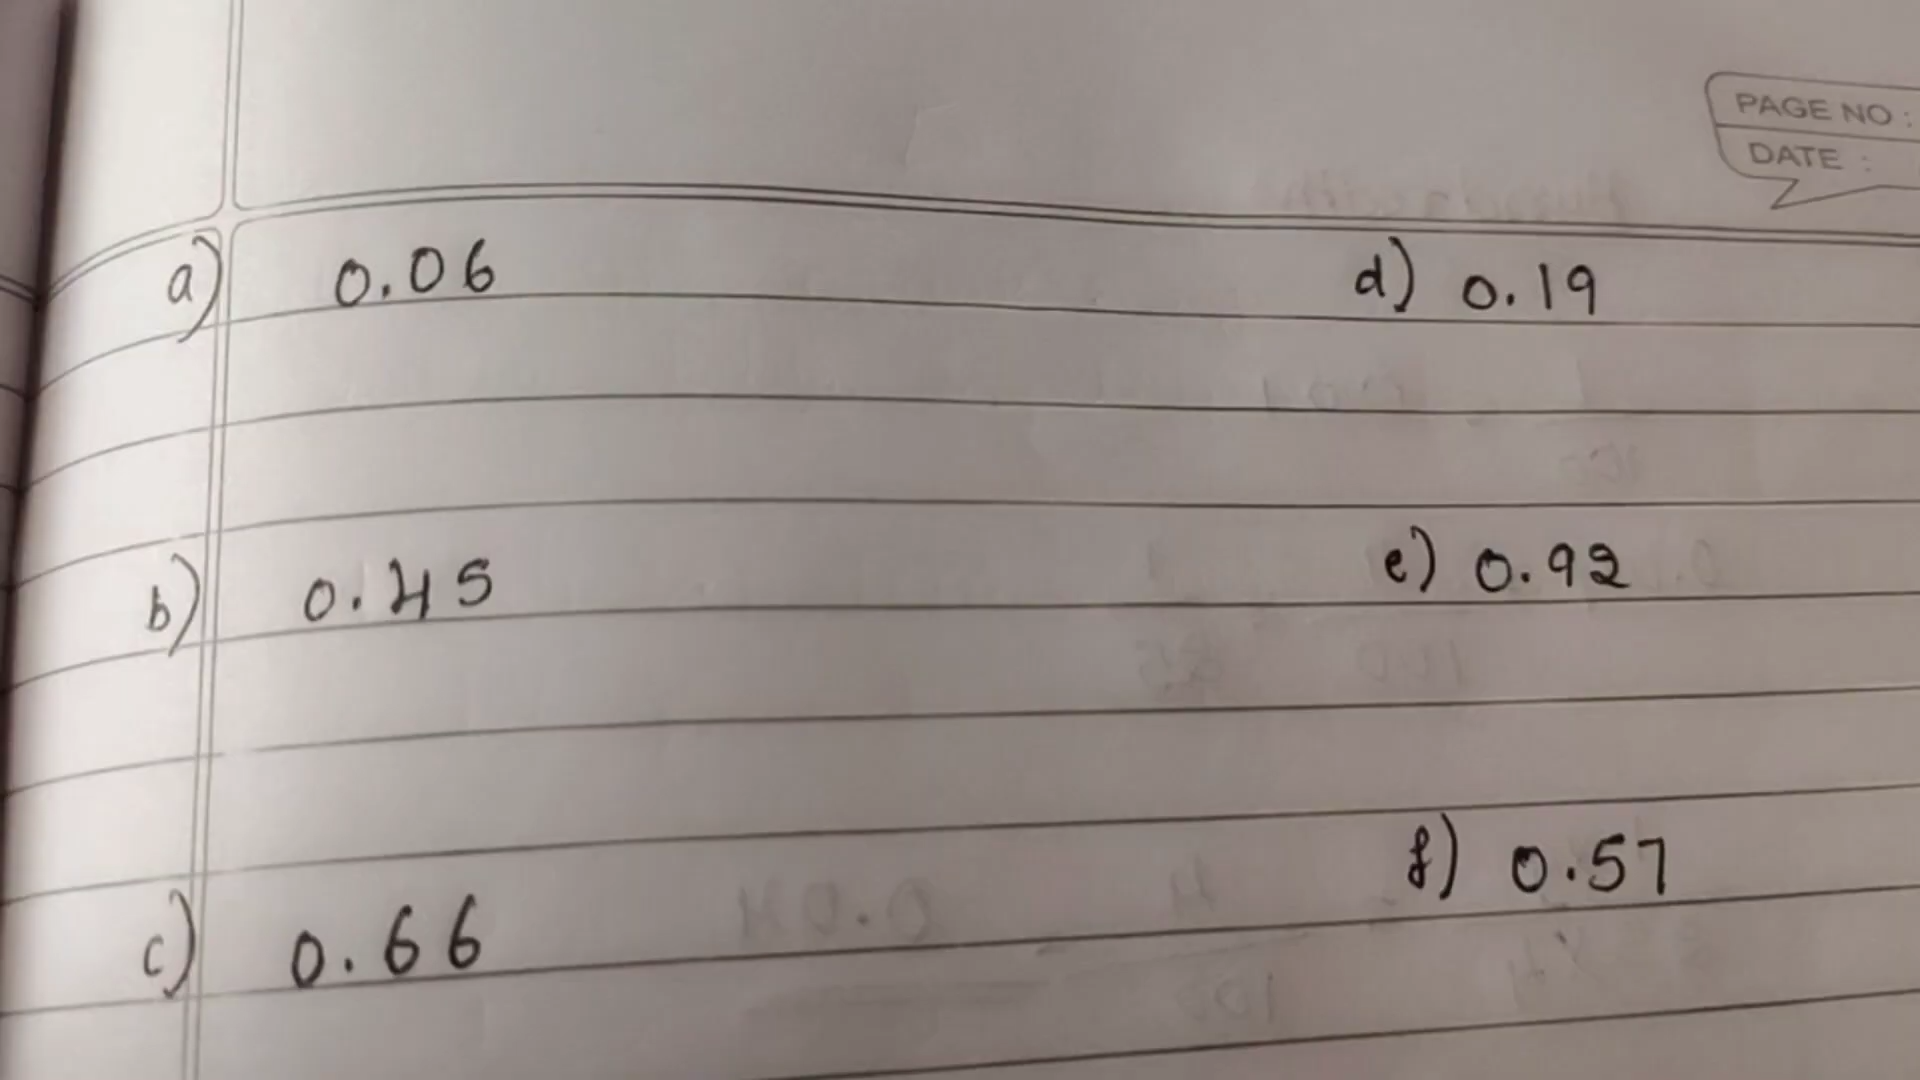 PAGE NO :
DATE :
a) 0.06
d) 0.19
b) 0.45
e) 0.92
c) 0.66
f) 0.57